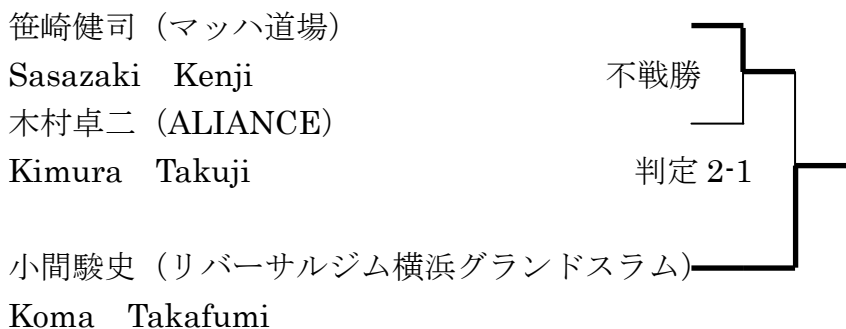 笹崎健司（マッハ道場）
Sasazaki　Kenji　不戦勝
木村卓二（ALIANCE）
Kimura　Takuji　判定 2-1
小間駿史（リバーサルジム横浜グランドスラム）
Koma　Takafumi